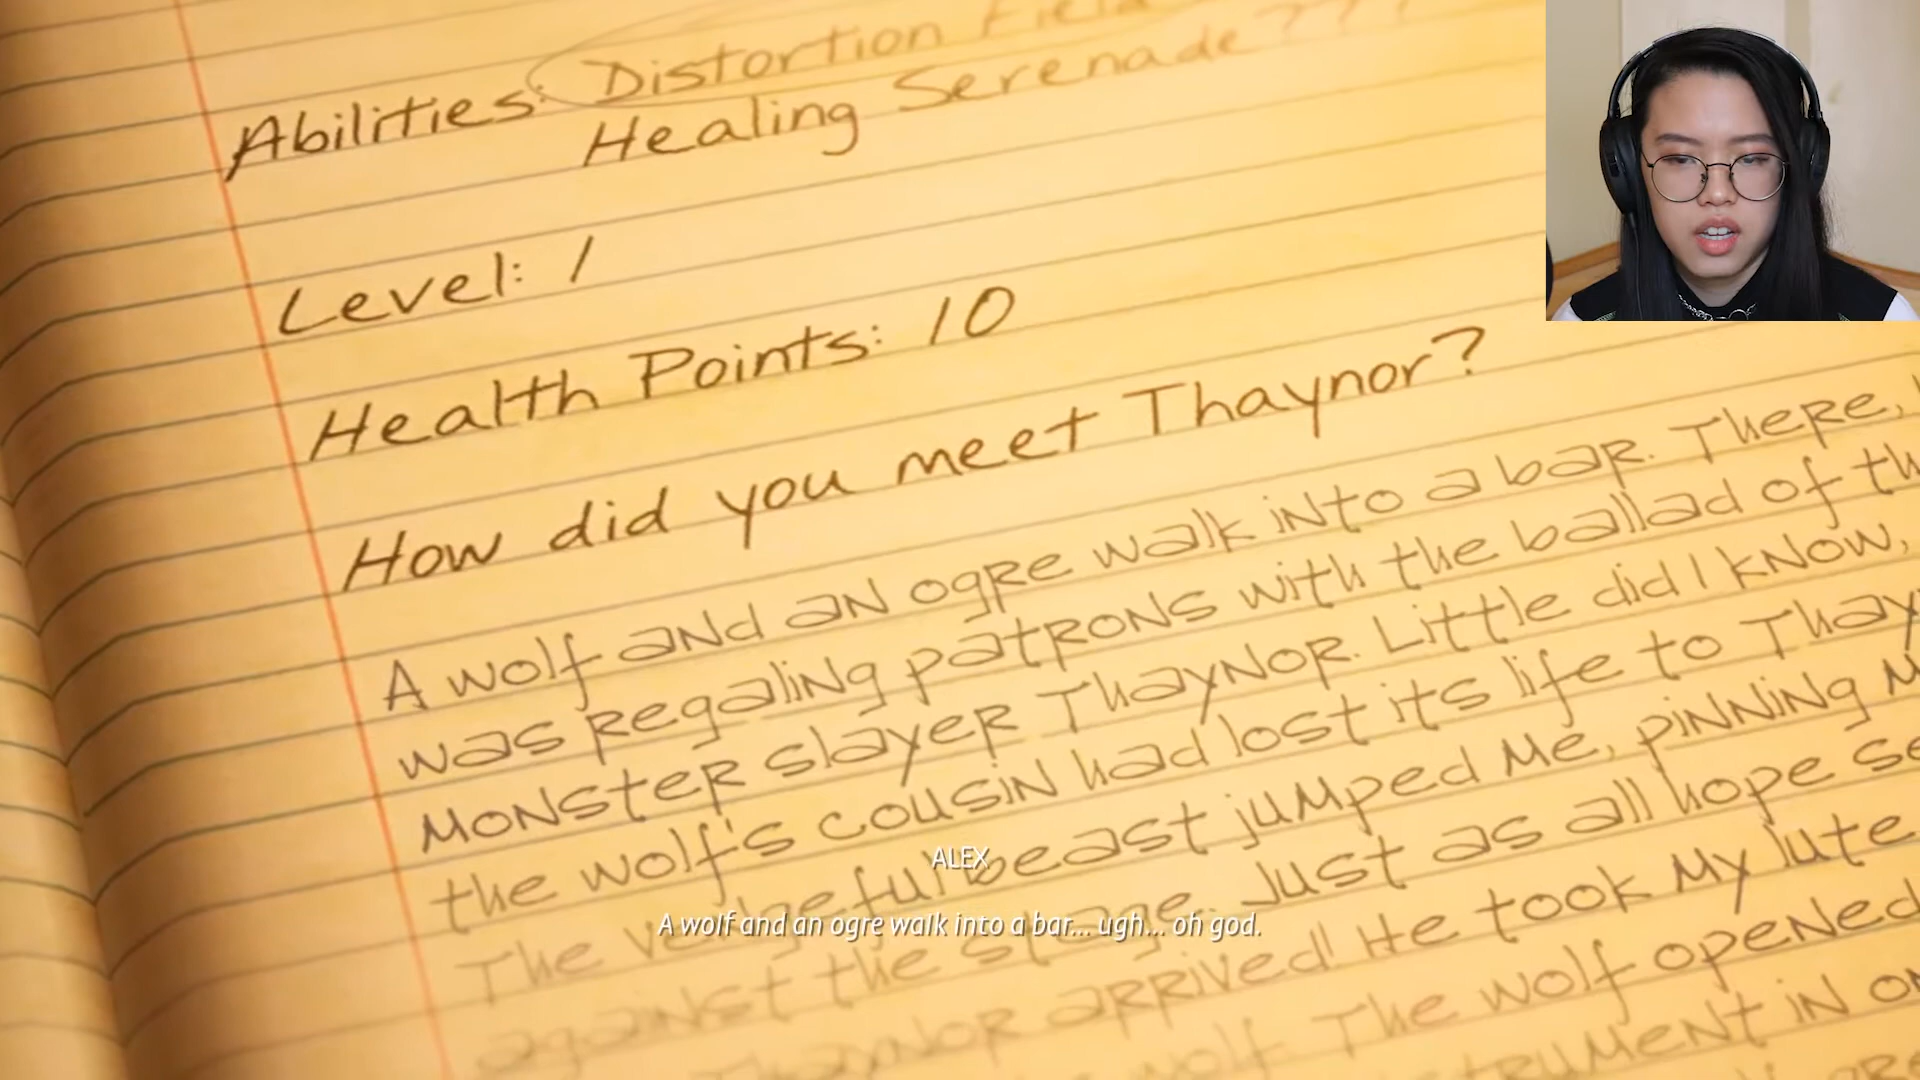 Abilities: Distortion Field
Healing Serenade???
Level: 1
Health Points: 10
How did you meet Thaynor?
A wolf and an ogre walk into a bar. There,
was regaling patrons with the ballad of
monster slayer Thaynor. Little did I know,
the wolf's cousin had lost its life to
The vengeful beast jumped me, pinning
against the stage. Just as all hope
Thaynor arrived! He took my lute
wolf. The wolf opened
in
ALEX
A wolf and an ogre walk into a bar... ugh... oh god.